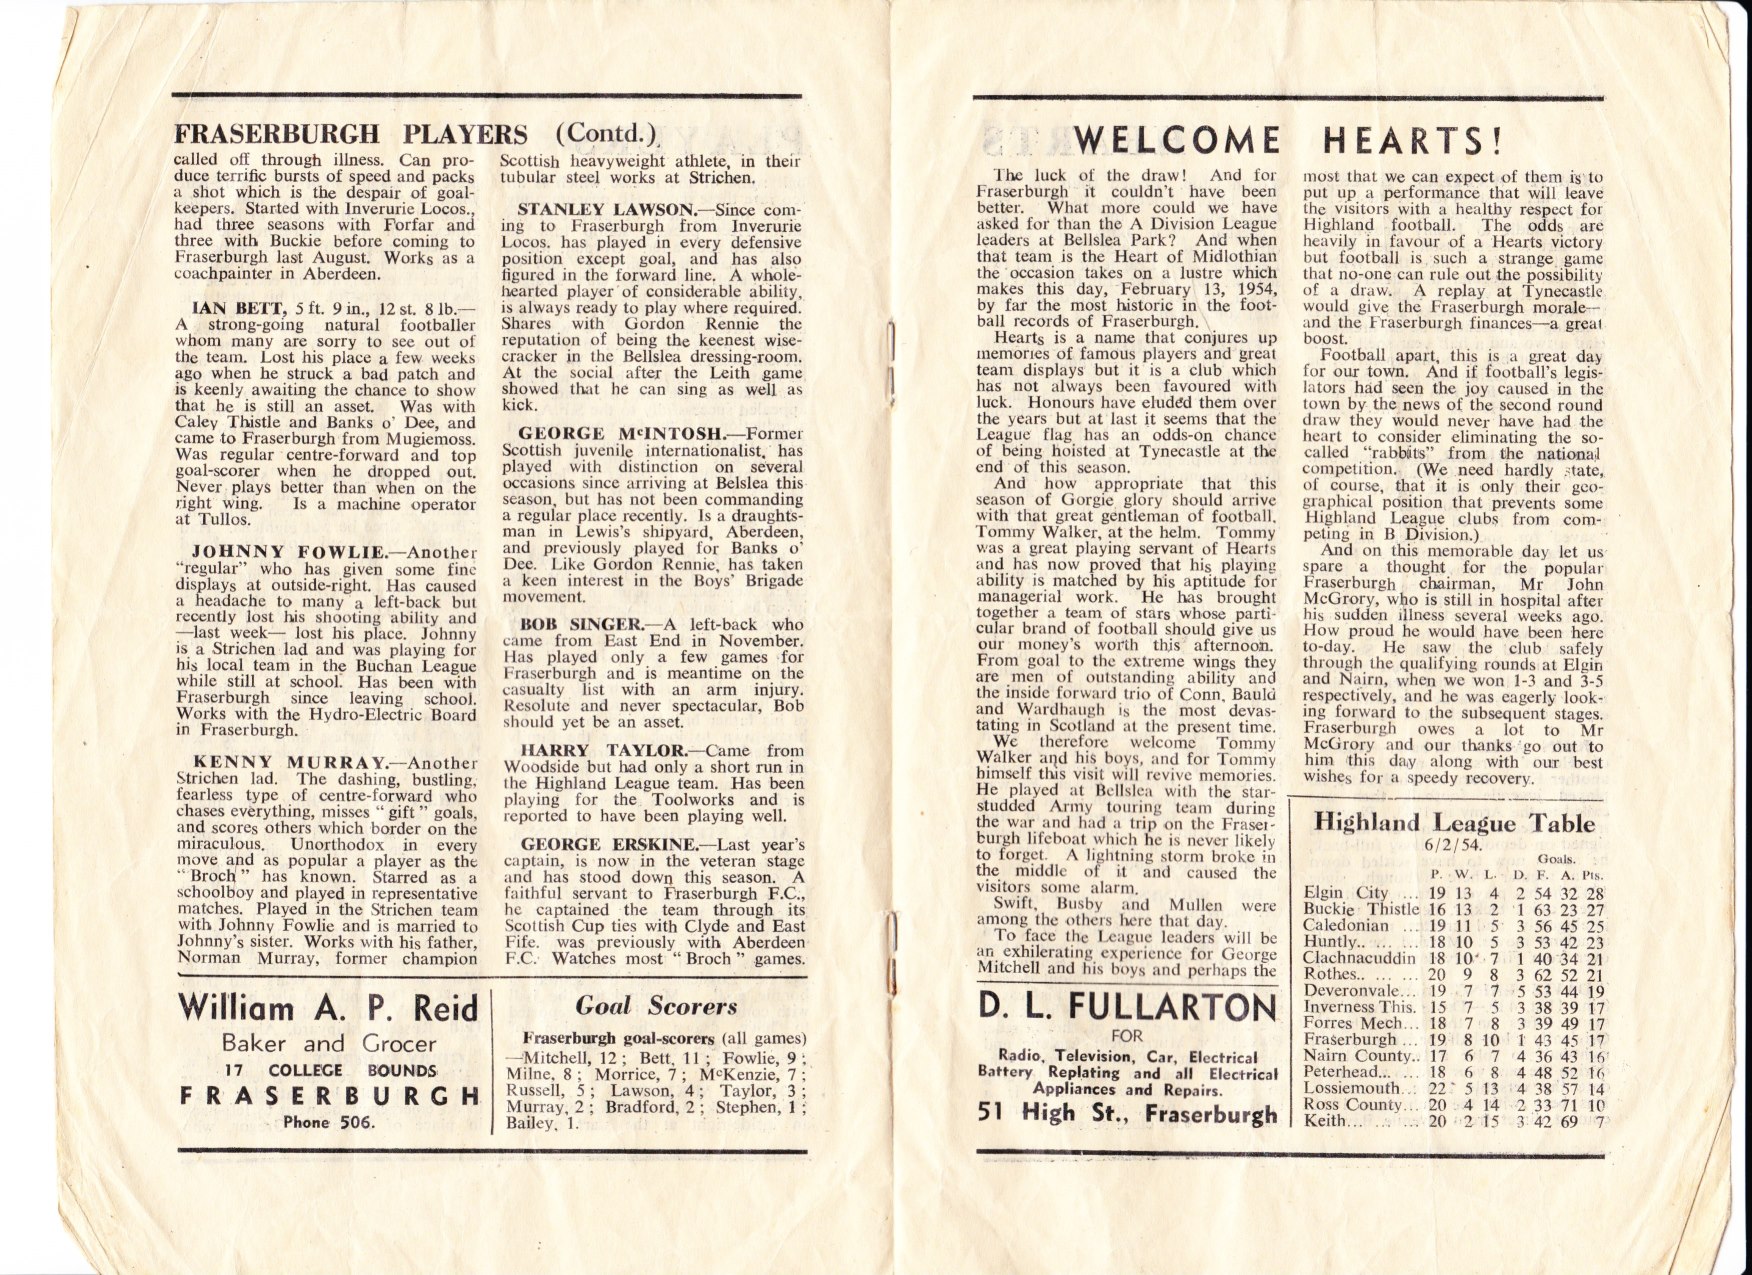 FRASERBURGH PLAYERS (Contd.)
called off through illness. Can pro-
duce terrific bursts of speed and packs
a shot which is the despair of goal-
keepers. Started with Inverurie Locos.,
had three seasons with Forfar and
three with Buckie before coming to
Fraserburgh last August. Works as a
coachpainter in Aberdeen.
IAN BETT, 5 ft. 9 in., 12 st. 8 lb.—
A strong-going natural footballer
whom many are sorry to see out of
the team. Lost his place a few weeks
ago when he struck a bad patch and
is keenly awaiting the chance to show
that he is still an asset. Was with
Caley Thistle and Banks o' Dee, and
came to Fraserburgh from Mugiemoss.
Was regular centre-forward and top
goal-scorer when he dropped out.
Never plays better than when on the
right wing. Is a machine operator
at Tullos.
JOHNNY FOWLIE.—Another
"regular" who has given some fine
displays at outside-right. Has caused
a headache to many a left-back but
recently lost his shooting ability and
—last week— lost his place. Johnny
is a Strichen lad and was playing for
his local team in the Buchan League
while still at school. Has been with
Fraserburgh since leaving school.
Works with the Hydro-Electric Board
in Fraserburgh.
KENNY MURRAY.—Another
Strichen lad. The dashing, bustling,
fearless type of centre-forward who
chases everything, misses "gift" goals,
and scores others which border on the
miraculous. Unorthodox in every
move and as popular a player as the
"Broch" has known. Starred as a
schoolboy and played in representative
matches. Played in the Strichen team
with Johnny Fowlie and is married to
Johnny's sister. Works with his father,
Norman Murray, former champion
Scottish heavyweight athlete, in their
tubular steel works at Strichen.
STANLEY LAWSON.—Since com-
ing to Fraserburgh from Inverurie
Locos. has played in every defensive
position except goal, and has also
figured in the forward line. A whole-
hearted player of considerable ability,
is always ready to play where required.
Shares with Gordon Rennie the
reputation of being the keenest wise-
cracker in the Bellslea dressing-room.
At the social after the Leith game
showed that he can sing as well as
kick.
GEORGE McINTOSH.—Former
Scottish juvenile internationalist, has
played with distinction on several
occasions since arriving at Belslea this
season, but has not been commanding
a regular place recently. Is a draughts-
man in Lewis's shipyard, Aberdeen,
and previously played for Banks o'
Dee. Like Gordon Rennie, has taken
a keen interest in the Boys' Brigade
movement.
BOB SINGER.—A left-back who
came from East End in November.
Has played only a few games for
Fraserburgh and is meantime on the
casualty list with an arm injury.
Resolute and never spectacular, Bob
should yet be an asset.
HARRY TAYLOR.—Came from
Woodside but had only a short run in
the Highland League team. Has been
playing for the Toolworks and is
reported to have been playing well.
GEORGE ERSKINE.—Last year's
captain, is now in the veteran stage
and has stood down this season. A
faithful servant to Fraserburgh F.C.,
he captained the team through its
Scottish Cup ties with Clyde and East
Fife. was previously with Aberdeen
F.C. Watches most "Broch" games.
William A. P. Reid
Baker and Grocer
17 COLLEGE BOUNDS
FRASERBURGH
Phone 506.
Goal Scorers
Fraserburgh goal-scorers (all games)
—Mitchell, 12; Bett, 11; Fowlie, 9;
Milne, 8; Morrice, 7; McKenzie, 7;
Russell, 5; Lawson, 4; Taylor, 3;
Murray, 2; Bradford, 2; Stephen, 1;
Bailey, 1.
WELCOME HEARTS!
The luck of the draw! And for
Fraserburgh it couldn't have been
better. What more could we have
asked for than the A Division League
leaders at Bellslea Park? And when
that team is the Heart of Midlothian
the occasion takes on a lustre which
makes this day, February 13, 1954,
by far the most historic in the foot-
ball records of Fraserburgh.
Hearts is a name that conjures up
memories of famous players and great
team displays but it is a club which
has not always been favoured with
luck. Honours have eluded them over
the years but at last it seems that the
League flag has an odds-on chance
of being hoisted at Tynecastle at the
end of this season.
And how appropriate that this
season of Gorgie glory should arrive
with that great gentleman of football,
Tommy Walker, at the helm. Tommy
was a great playing servant of Hearts
and has now proved that his playing
ability is matched by his aptitude for
managerial work. He has brought
together a team of stars whose parti-
cular brand of football should give us
our money's worth this afternoon.
From goal to the extreme wings they
are men of outstanding ability and
the inside forward trio of Conn, Bauld
and Wardhaugh is the most devas-
tating in Scotland at the present time.
We therefore welcome Tommy
Walker and his boys, and for Tommy
himself this visit will revive memories.
He played at Bellslea with the star-
studded Army touring team during
the war and had a trip on the Fraser-
burgh lifeboat which he is never likely
to forget. A lightning storm broke in
the middle of it and caused the
visitors some alarm.
Swift, Busby and Mullen were
among the others here that day.
To face the League leaders will be
an exhilerating experience for George
Mitchell and his boys and perhaps the
most that we can expect of them is to
put up a performance that will leave
the visitors with a healthy respect for
Highland football. The odds are
heavily in favour of a Hearts victory
but football is such a strange game
that no-one can rule out the possibility
of a draw. A replay at Tynecastle
would give the Fraserburgh morale—
and the Fraserburgh finances—a great
boost.
Football apart, this is a great day
for our town. And if football's legis-
lators had seen the joy caused in the
town by the news of the second round
draw they would never have had the
heart to consider eliminating the so-
called "rabbits" from the national
competition. (We need hardly state,
of course, that it is only their geo-
graphical position that prevents some
Highland League clubs from com-
peting in B Division.)
And on this memorable day let us
spare a thought for the popular
Fraserburgh chairman, Mr John
McGrory, who is still in hospital after
his sudden illness several weeks ago.
How proud he would have been here
to-day. He saw the club safely
through the qualifying rounds at Elgin
and Nairn, when we won 1-3 and 3-5
respectively, and he was eagerly look-
ing forward to the subsequent stages.
Fraserburgh owes a lot to Mr
McGrory and our thanks go out to
him this day along with our best
wishes for a speedy recovery.
D. L. FULLARTON
FOR
Radio, Television, Car, Electrical
Battery Replating and all Electrical
Appliances and Repairs.
51 High St., Fraserburgh
Highland League Table
6/2/54.
Goals.
P. W. L. D. F. A. Pts.
Elgin City ... 19 13 4 2 54 32 28
Buckie Thistle 16 13 2 1 63 23 27
Caledonian ... 19 11 5 3 56 45 25
Huntly.. ... ... 18 10 5 3 53 42 23
Clachnacuddin 18 10 7 1 40 34 21
Rothes.. ... ... 20 9 8 3 62 52 21
Deveronvale... 19 7 7 5 53 44 19
Inverness This. 15 7 5 3 38 39 17
Forres Mech... 18 7 8 3 39 49 17
Fraserburgh ... 19 8 10 1 43 45 17
Nairn County.. 17 6 7 4 36 43 16
Peterhead... ... 18 6 8 4 48 52 16
Lossiemouth... 22 5 13 4 38 57 14
Ross County... 20 4 14 2 33 71 10
Keith... ... ... 20 2 15 3 42 69 7